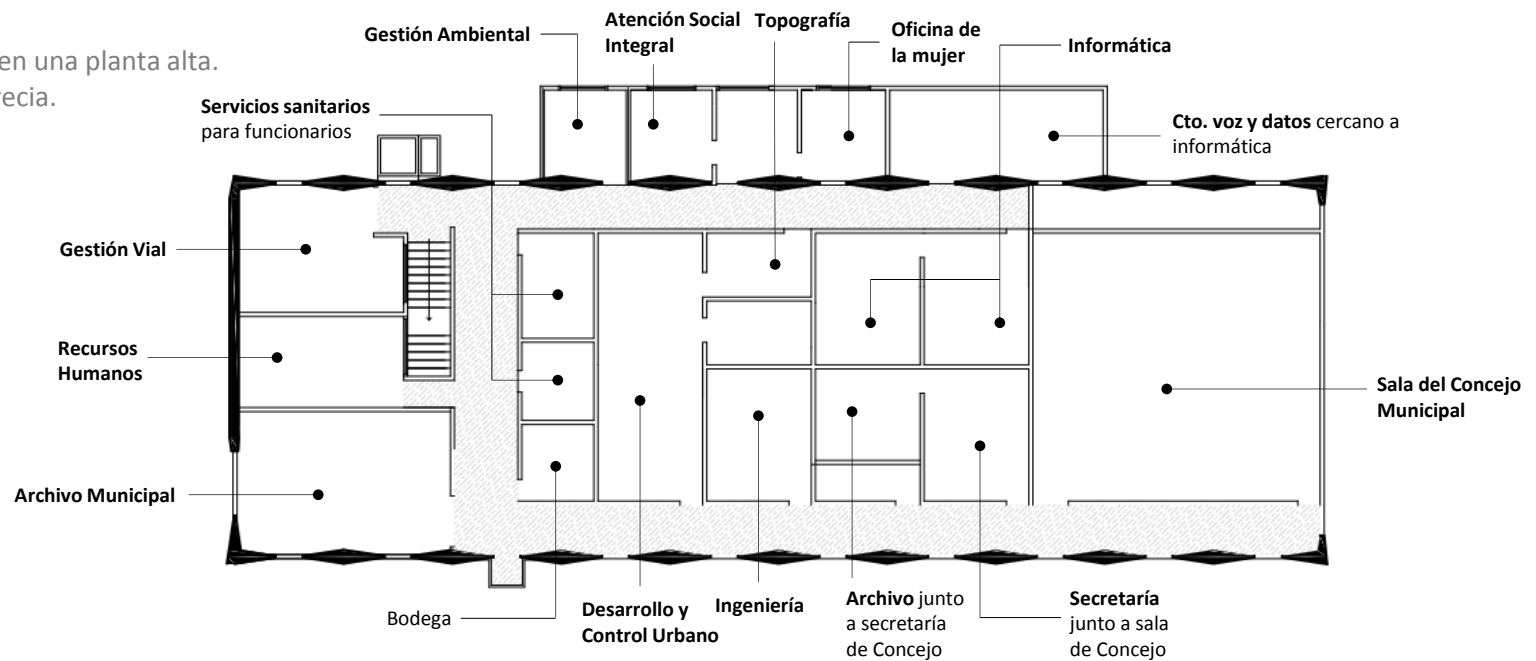 en una planta alta.
recia.
Gestión Ambiental
Atención Social
Integral
Topografía
Oficina de
la mujer
Informática
Servicios sanitarios
para funcionarios
Cto. voz y datos cercano a
informática
Gestión Vial
Recursos
Humanos
Sala del Concejo
Municipal
Archivo Municipal
Bodega
Desarrollo y
Control Urbano
Ingeniería
Archivo junto
a secretaría
de Concejo
Secretaría
junto a sala
de Concejo